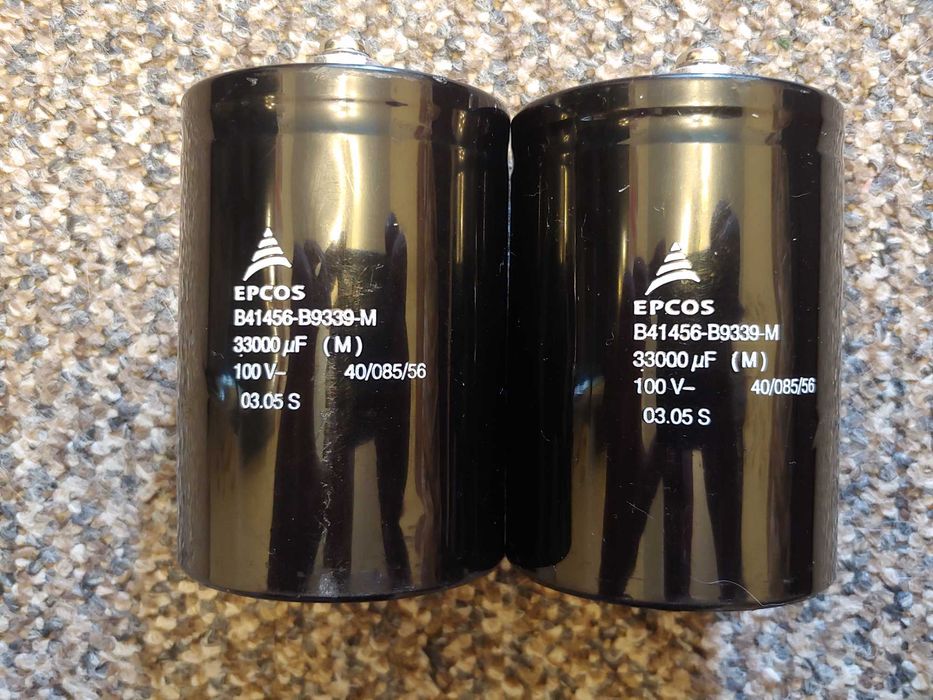 EPCOS
B41456-B9339-M
33000 µF (M)
100 V– 40/085/56
03.05 S
EPCOS
B41456-B9339-M
33000 µF (M)
100 V– 40/085/56
03.05 S